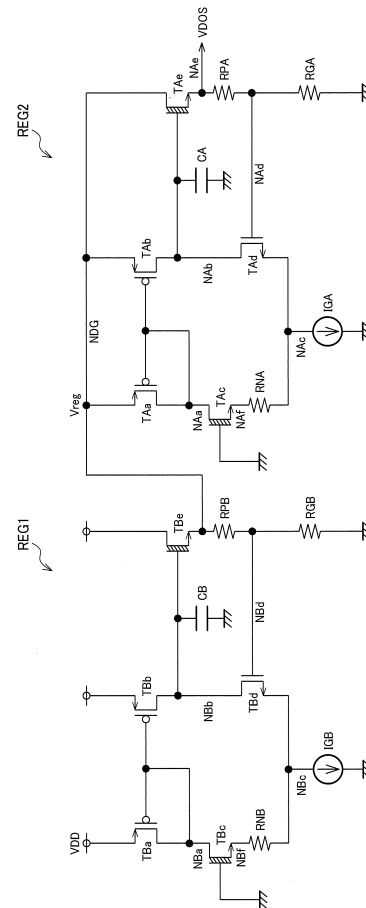 REG1
VDD
TBa
TBb
TBe
NBa
TBc
NBf
RNB
NBb
CB
TBd
NBc
IGB
NBd
RPB
RGB
REG2
Vreg
NDG
TAa
TAb
TAe
NAe
VDOS
NAa
TAc
NAf
RNA
NAb
CA
TAd
NAc
IGA
NAd
RPA
RGA